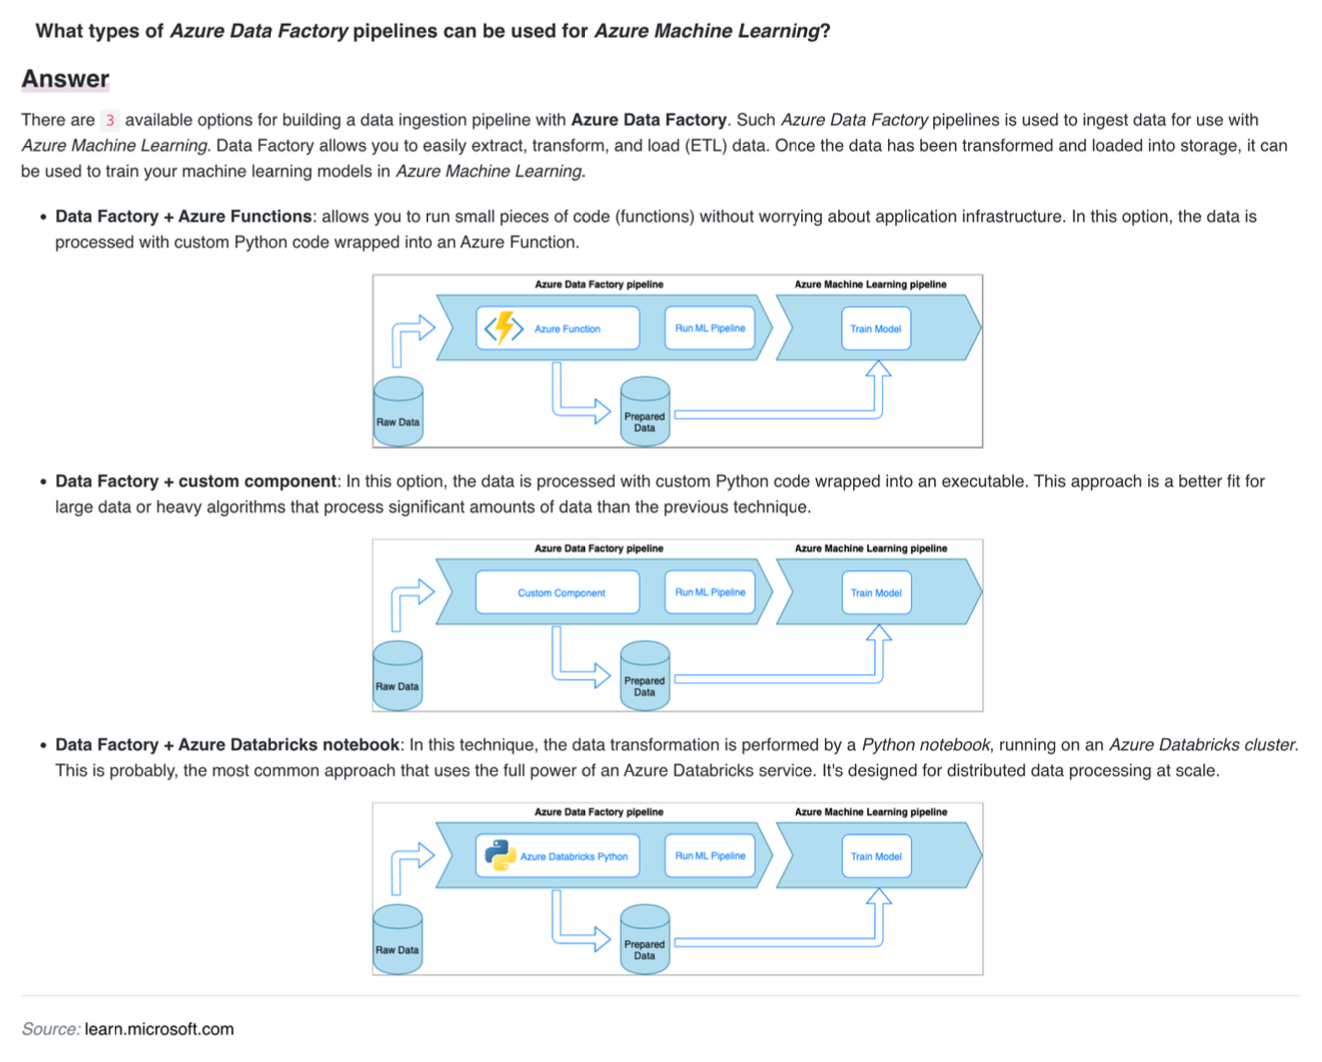 What types of Azure Data Factory pipelines can be used for Azure Machine Learning?
Answer
There are 3 available options for building a data ingestion pipeline with Azure Data Factory. Such Azure Data Factory pipelines is used to ingest data for use with
Azure Machine Learning. Data Factory allows you to easily extract, transform, and load (ETL) data. Once the data has been transformed and loaded into storage, it can
be used to train your machine learning models in Azure Machine Learning.
• Data Factory + Azure Functions: allows you to run small pieces of code (functions) without worrying about application infrastructure. In this option, the data is
processed with custom Python code wrapped into an Azure Function.
Azure Data Factory pipeline
Azure Machine Learning pipeline
Azure Function
Run ML Pipeline
Train Model
Raw Data
Prepared
Data
• Data Factory + custom component: In this option, the data is processed with custom Python code wrapped into an executable. This approach is a better fit for
large data or heavy algorithms that process significant amounts of data than the previous technique.
Azure Data Factory pipeline
Azure Machine Learning pipeline
Custom Component
Run ML Pipeline
Train Model
Raw Data
Prepared
Data
• Data Factory + Azure Databricks notebook: In this technique, the data transformation is performed by a Python notebook, running on an Azure Databricks cluster.
This is probably, the most common approach that uses the full power of an Azure Databricks service. It's designed for distributed data processing at scale.
Azure Data Factory pipeline
Azure Machine Learning pipeline
Azure Databricks Python
Run ML Pipeline
Train Model
Raw Data
Prepared
Data
Source: learn.microsoft.com